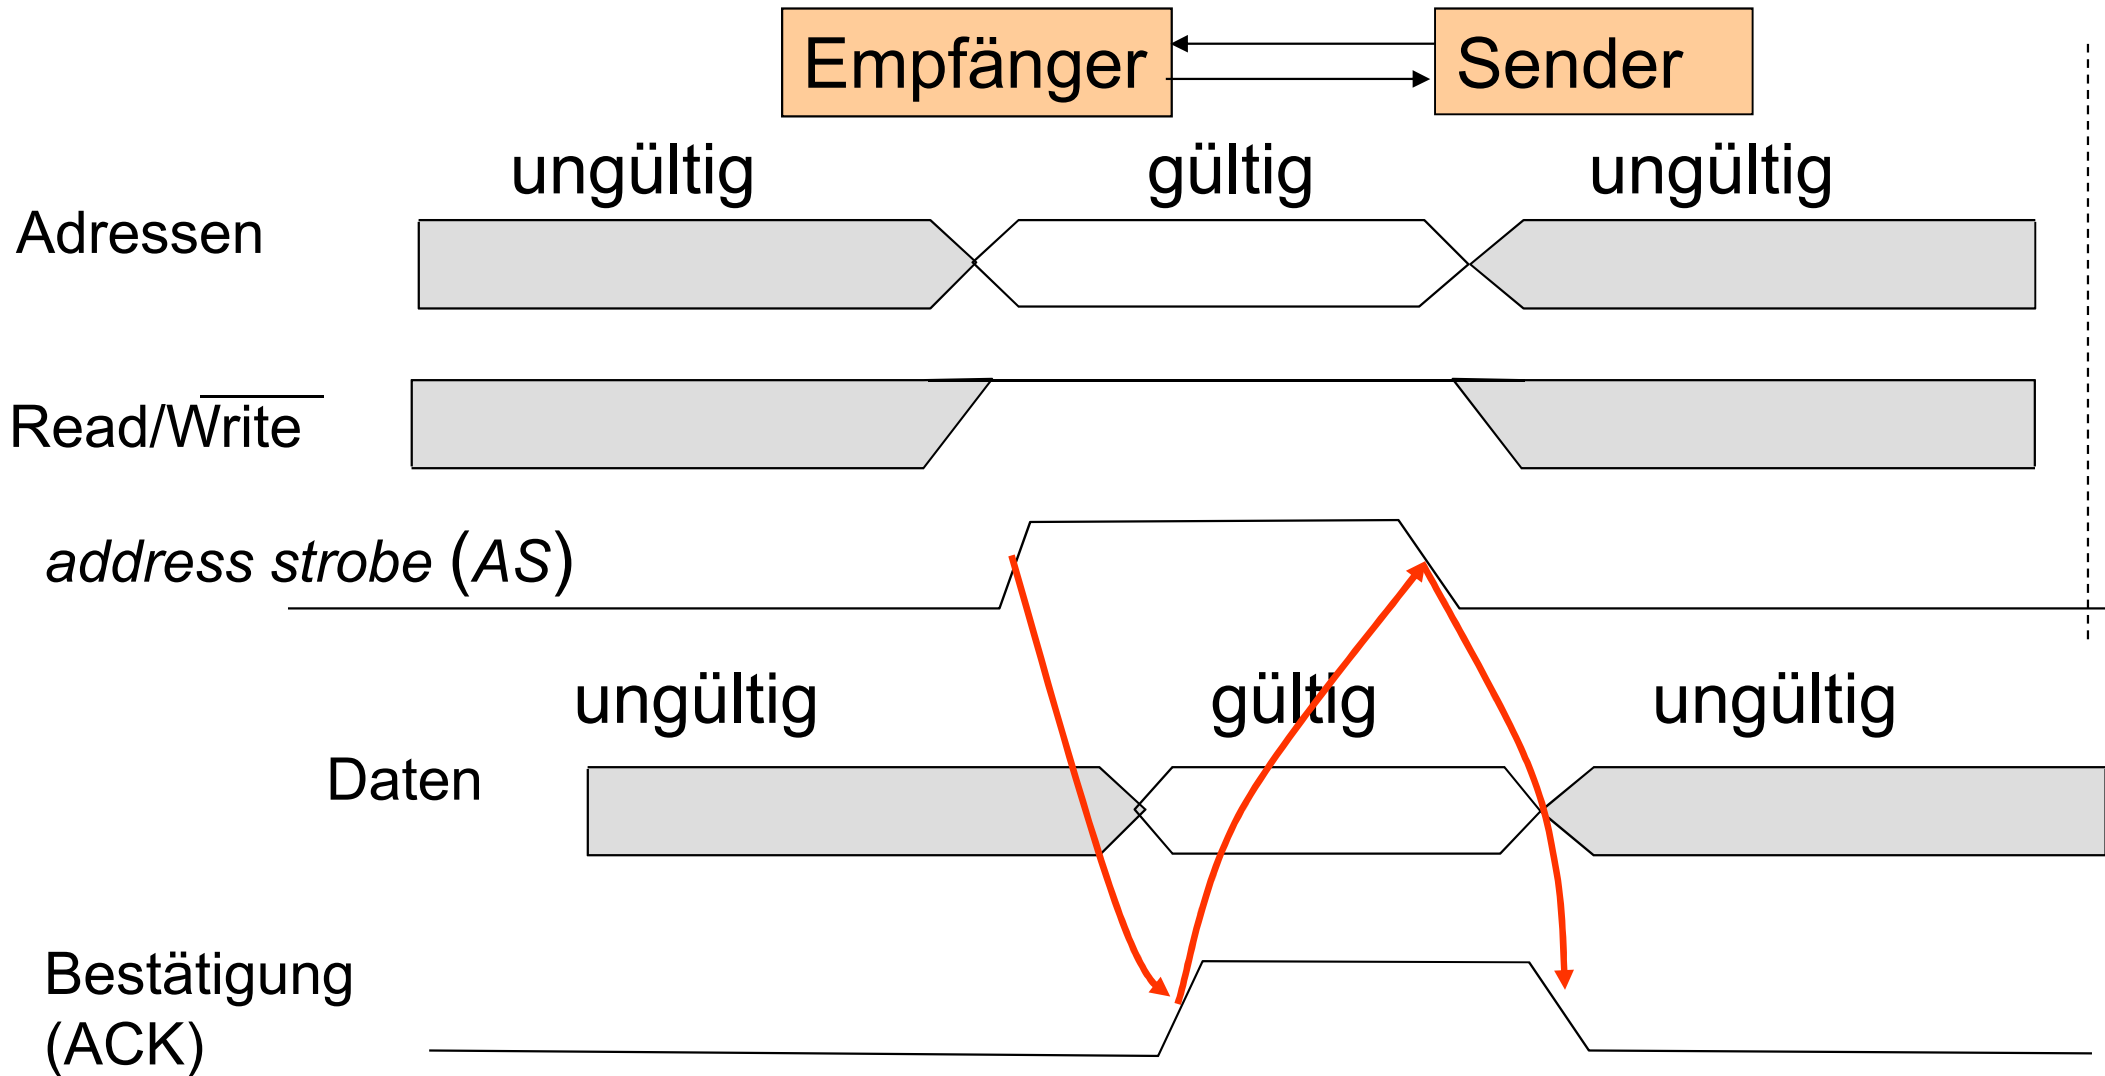 Empfänger Sender
ungültig gültig ungültig
Adressen
Read/Write
address strobe (AS)
ungültig gültig ungültig
Daten
Bestätigung
(ACK)